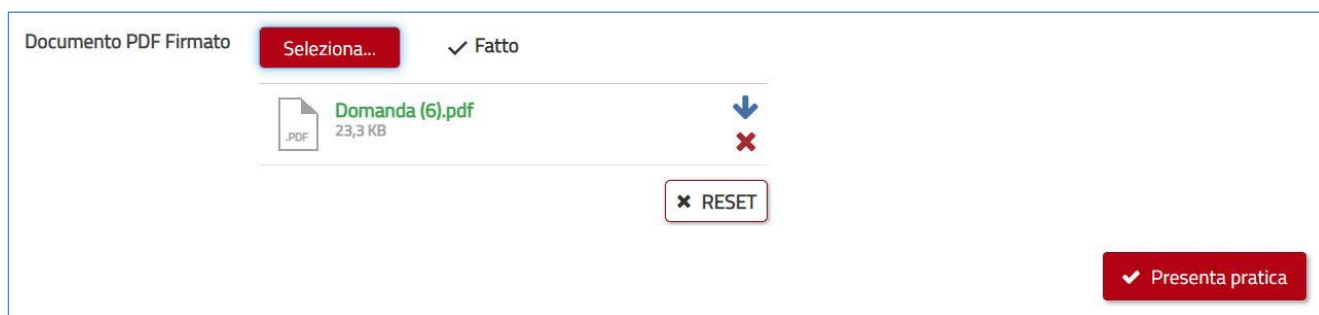 Documento PDF Firmato
Seleziona...
Fatto
.PDF
Domanda (6).pdf
23,3 KB
RESET
Presenta pratica